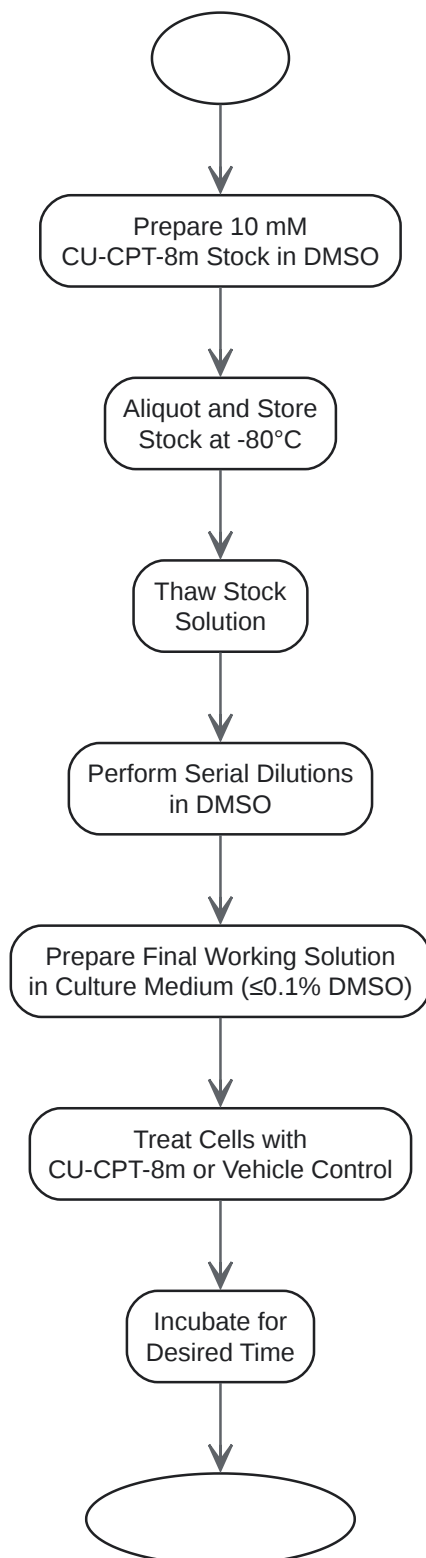 Prepare 10 mM
CU-CPT-8m Stock in DMSO
Aliquot and Store
Stock at -80°C
Thaw Stock
Solution
Perform Serial Dilutions
in DMSO
Prepare Final Working Solution
in Culture Medium (≤0.1% DMSO)
Treat Cells with
CU-CPT-8m or Vehicle Control
Incubate for
Desired Time